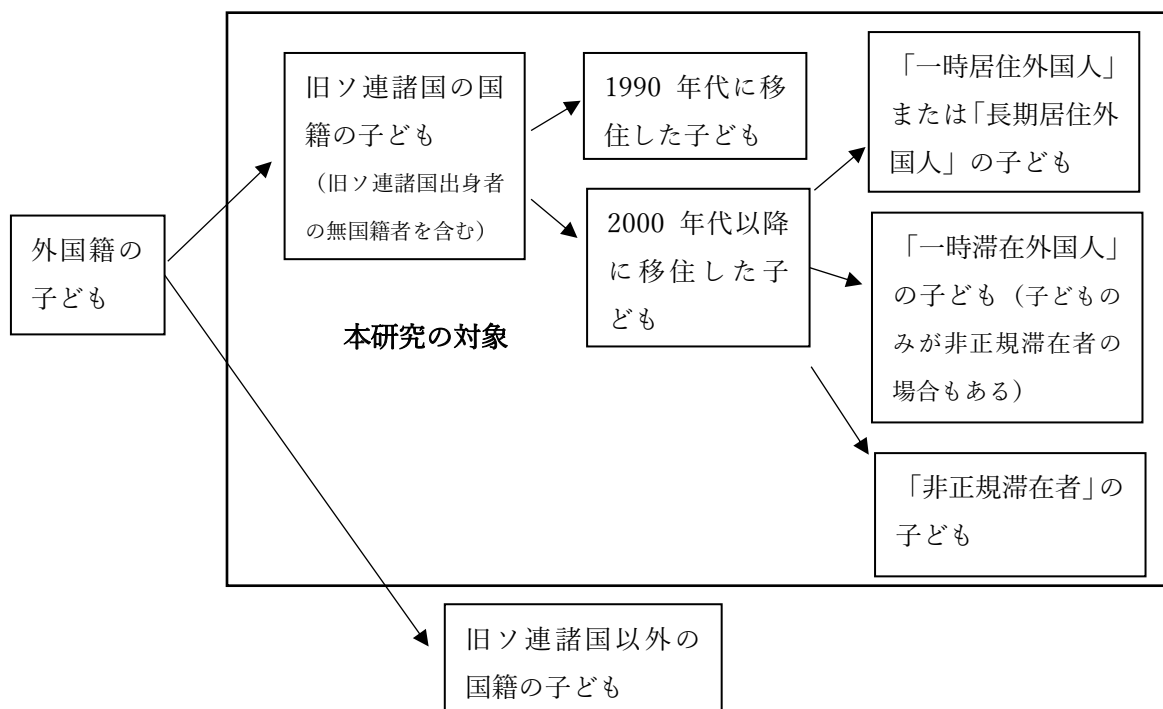 外国籍の
子ども
旧ソ連諸国の国
籍の子ども
（旧ソ連諸国出身者
の無国籍者を含む）
1990 年代に移
住した子ども
2000 年代以降
に移住した子
ども
「一時居住外国人」
または「長期居住外
国人」の子ども
「一時滞在外国人」
の子ども（子どもの
みが非正規滞在者の
場合もある）
「非正規滞在者」の
子ども
本研究の対象
旧ソ連諸国以外の
国籍の子ども